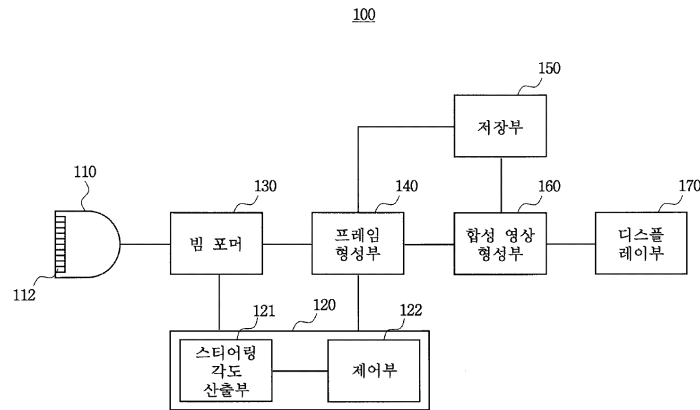 100
150
저장부
110
130
140
160
170
빔 포머
프레임
형성부
합성 영상
형성부
디스플
레이부
112
120
121
122
스티어링
각도
산출부
제어부